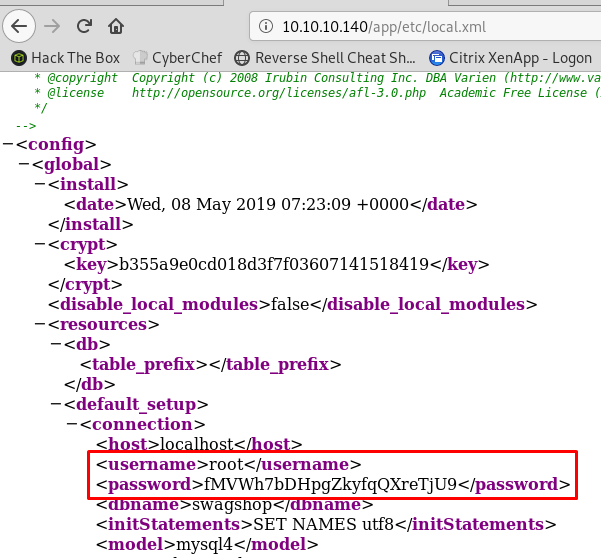 10.10.10.140/app/etc/local.xml
Hack The Box CyberChef Reverse Shell Cheat Sh... Citrix XenApp - Logon
* @copyright Copyright (c) 2008 Irubin Consulting Inc. DBA Varien (http://www.va
* @license http://opensource.org/licenses/afl-3.0.php Academic Free License (
*/
-->
−<config>
−<global>
−<install>
<date>Wed, 08 May 2019 07:23:09 +0000</date>
</install>
−<crypt>
<key>b355a9e0cd018d3f7f03607141518419</key>
</crypt>
<disable_local_modules>false</disable_local_modules>
−<resources>
−<db>
<table_prefix></table_prefix>
</db>
−<default_setup>
−<connection>
<host>localhost</host>
<username>root</username>
<password>fMVWh7bDHpgZkyfqQXreTjU9</password>
<dbname>swagshop</dbname>
<initStatements>SET NAMES utf8</initStatements>
<model>mysql4</model>